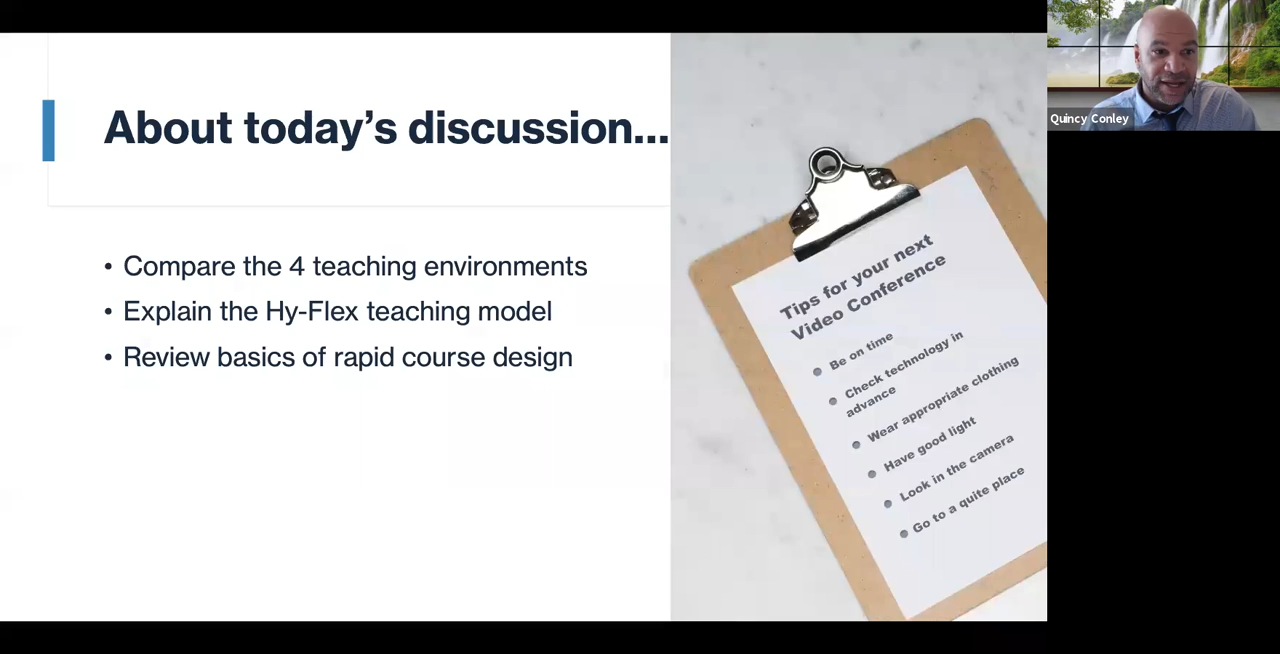 About today's discussion...
• Compare the 4 teaching environments
• Explain the Hy-Flex teaching model
• Review basics of rapid course design
Tips for your next
Video Conference
Be on time
Check technology in
advance
Wear appropriate clothing
Have good light
Look in the camera
Go to a quite place
Quincy Conley